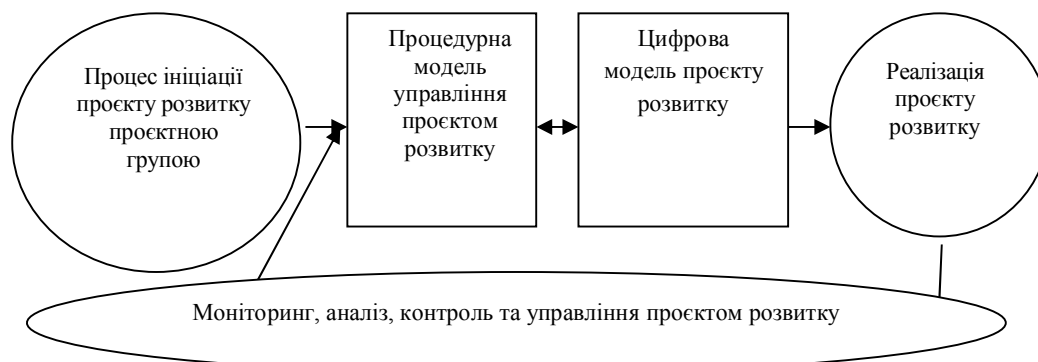 Процес ініціації
проєкту розвитку
проєктною
групою
Процедурна
модель
управління
проєктом
розвитку
Цифрова
модель проєкту
розвитку
Реалізація
проєкту
розвитку
Моніторинг, аналіз, контроль та управління проєктом розвитку